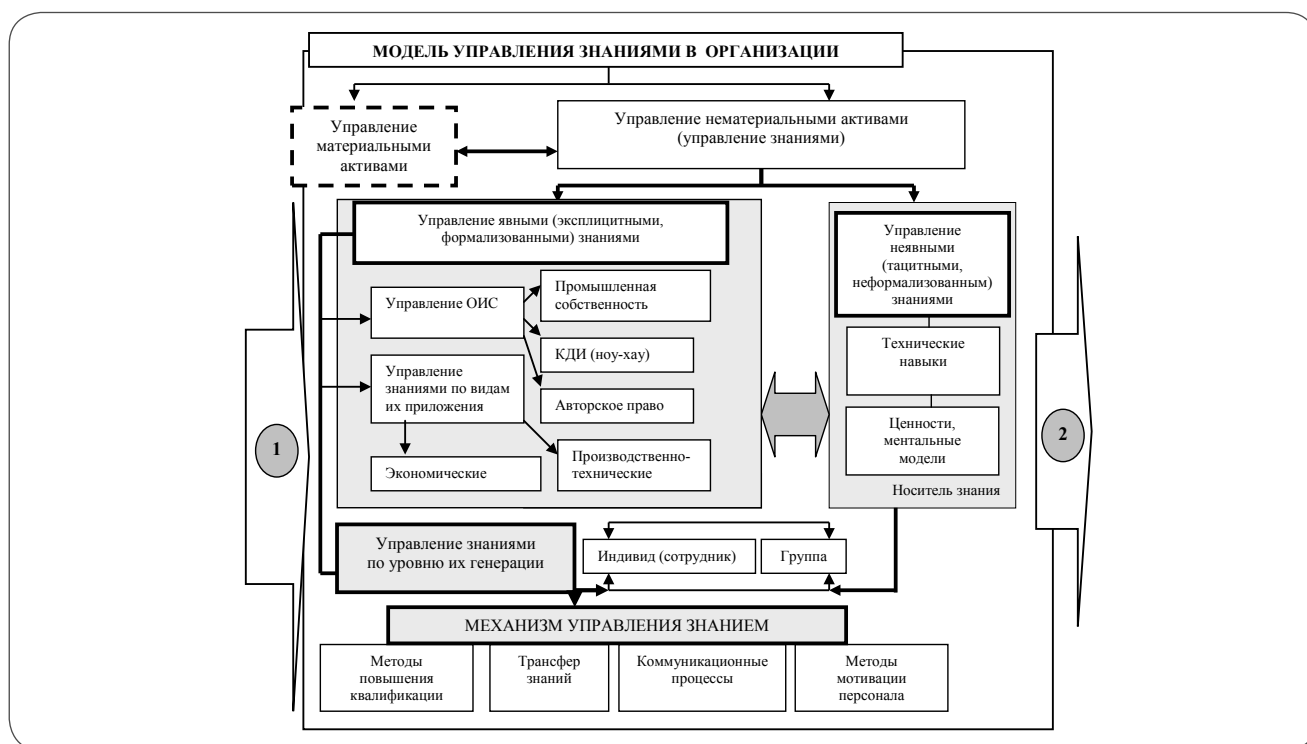 МОДЕЛЬ УПРАВЛЕНИЯ ЗНАНИЯМИ В ОРГАНИЗАЦИИ
Управление
материальными
активами
Управление нематериальными активами
(управление знаниями)
Управление явными (эксплицитными,
формализованными) знаниями
Управление
неявными
(тацитными,
неформализованным)
знаниями
Управление ОИС
Промышленная
собственность
КДИ (ноу-хау)
Управление
знаниями по видам
их приложения
Авторское право
Экономические
Производственно-
технические
Технические
навыки
Ценности,
ментальные
модели
Носитель знания
1
2
Управление знаниями
по уровню их генерации
Индивид (сотрудник)
Группа
МЕХАНИЗМ УПРАВЛЕНИЯ ЗНАНИЕМ
Методы
повышения
квалификации
Трансфер
знаний
Коммуникационные
процессы
Методы
мотивации
персонала